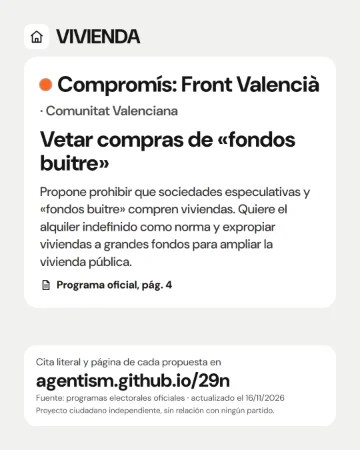 VIVIENDA
Compromís: Front Valencià
· Comunitat Valenciana
Vetar compras de «fondos
buitre»
Propone prohibir que sociedades especulativas y
«fondos buitre» compren viviendas. Quiere el
alquiler indefinido como norma y expropiar
viviendas a grandes fondos para ampliar la
vivienda pública.
Programa oficial, pág. 4
Cita literal y página de cada propuesta en
agentism.github.io/29n
Fuente: programas electorales oficiales · actualizado el 16/11/2026
Proyecto ciudadano independiente, sin relación con ningún partido.